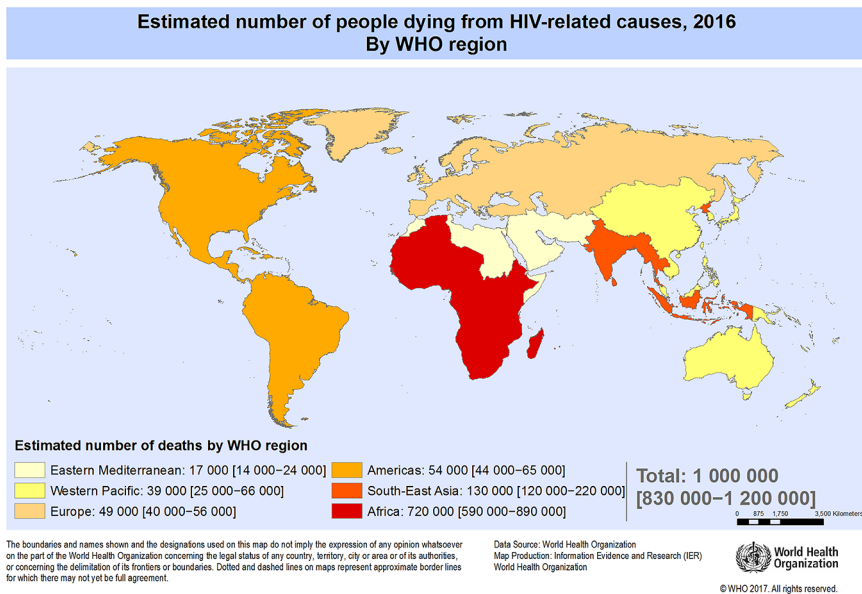 Estimated number of people dying from HIV-related causes, 2016
By WHO region
Estimated number of deaths by WHO region
Eastern Mediterranean: 17 000 [14 000–24 000]
Western Pacific: 39 000 [25 000–66 000]
Europe: 49 000 [40 000–56 000]
Americas: 54 000 [44 000–65 000]
South-East Asia: 130 000 [120 000–220 000]
Africa: 720 000 [590 000–890 000]
Total: 1 000 000
[830 000–1 200 000]
0 875 1,750 3,500 Kilometers
The boundaries and names shown and the designations used on this map do not imply the expression of any opinion whatsoever
on the part of the World Health Organization concerning the legal status of any country, territory, city or area or of its authorities,
or concerning the delimitation of its frontiers or boundaries. Dotted and dashed lines on maps represent approximate border lines
for which there may not yet be full agreement.
Data Source: World Health Organization
Map Production: Information Evidence and Research (IER)
World Health Organization
World Health
Organization
© WHO 2017. All rights reserved.